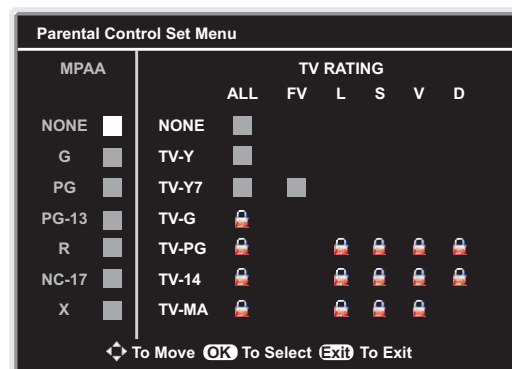 Parental Control Set Menu
MPAA TV RATING
ALL FV L S V D
NONE NONE
G TV-Y
PG TV-Y7
PG-13 TV-G
R TV-PG
NC-17 TV-14
X TV-MA
To Move OK To Select Exit To Exit